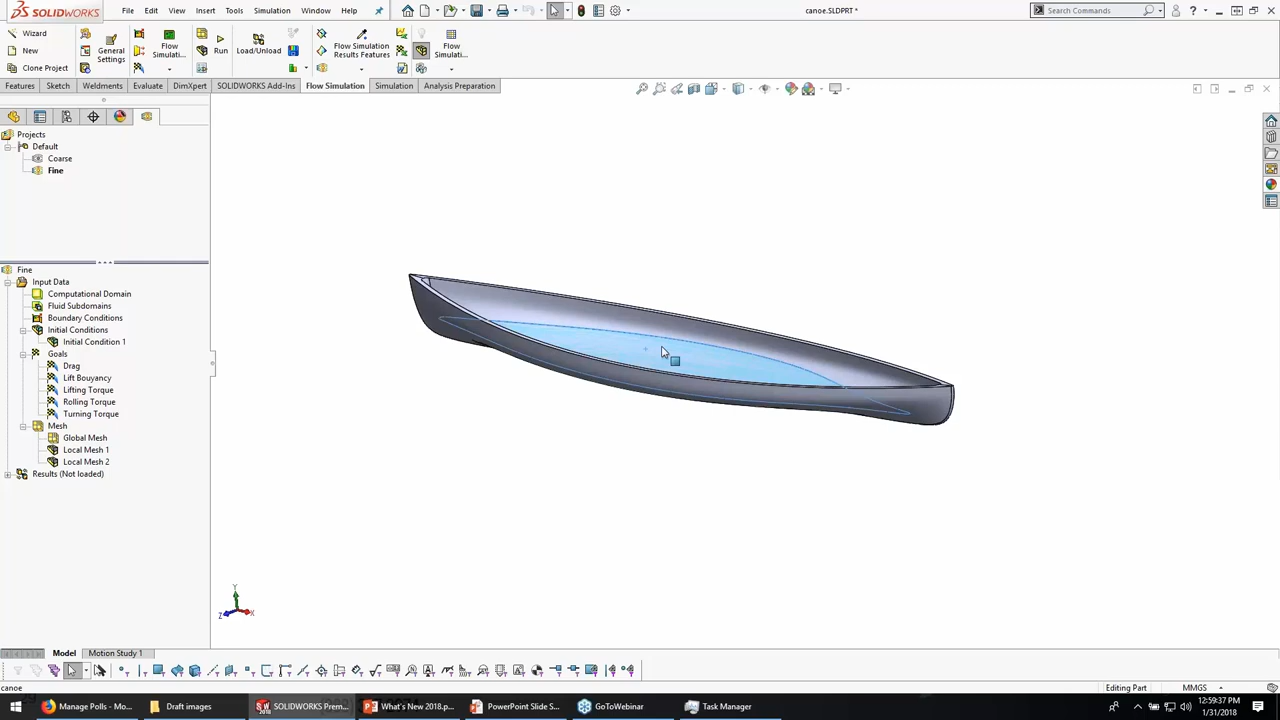 SOLIDWORKS
File Edit View Insert Tools Simulation Window Help
canoe.SLDPRT *
Search Commands
Wizard
New
Clone Project
General Settings
Flow Simulati...
Run
Load/Unload
Flow Simulation Results Features
Flow Simulati...
Features Sketch Weldments Evaluate DimXpert SOLIDWORKS Add-Ins Flow Simulation Simulation Analysis Preparation
Projects
Default
Coarse
Fine
Fine
Input Data
Computational Domain
Fluid Subdomains
Boundary Conditions
Initial Conditions
Initial Condition 1
Goals
Drag
Lift Bouyancy
Lifting Torque
Rolling Torque
Turning Torque
Mesh
Global Mesh
Local Mesh 1
Local Mesh 2
Results (Not loaded)
Y
Z
X
Model Motion Study 1
canoe
Editing Part
MMGS
Manage Polls - Mo...
Draft images
SOLIDWORKS Prem...
What's New 2018.p...
PowerPoint Slide S...
GoToWebinar
Task Manager
12:59:37 PM
1/31/2018